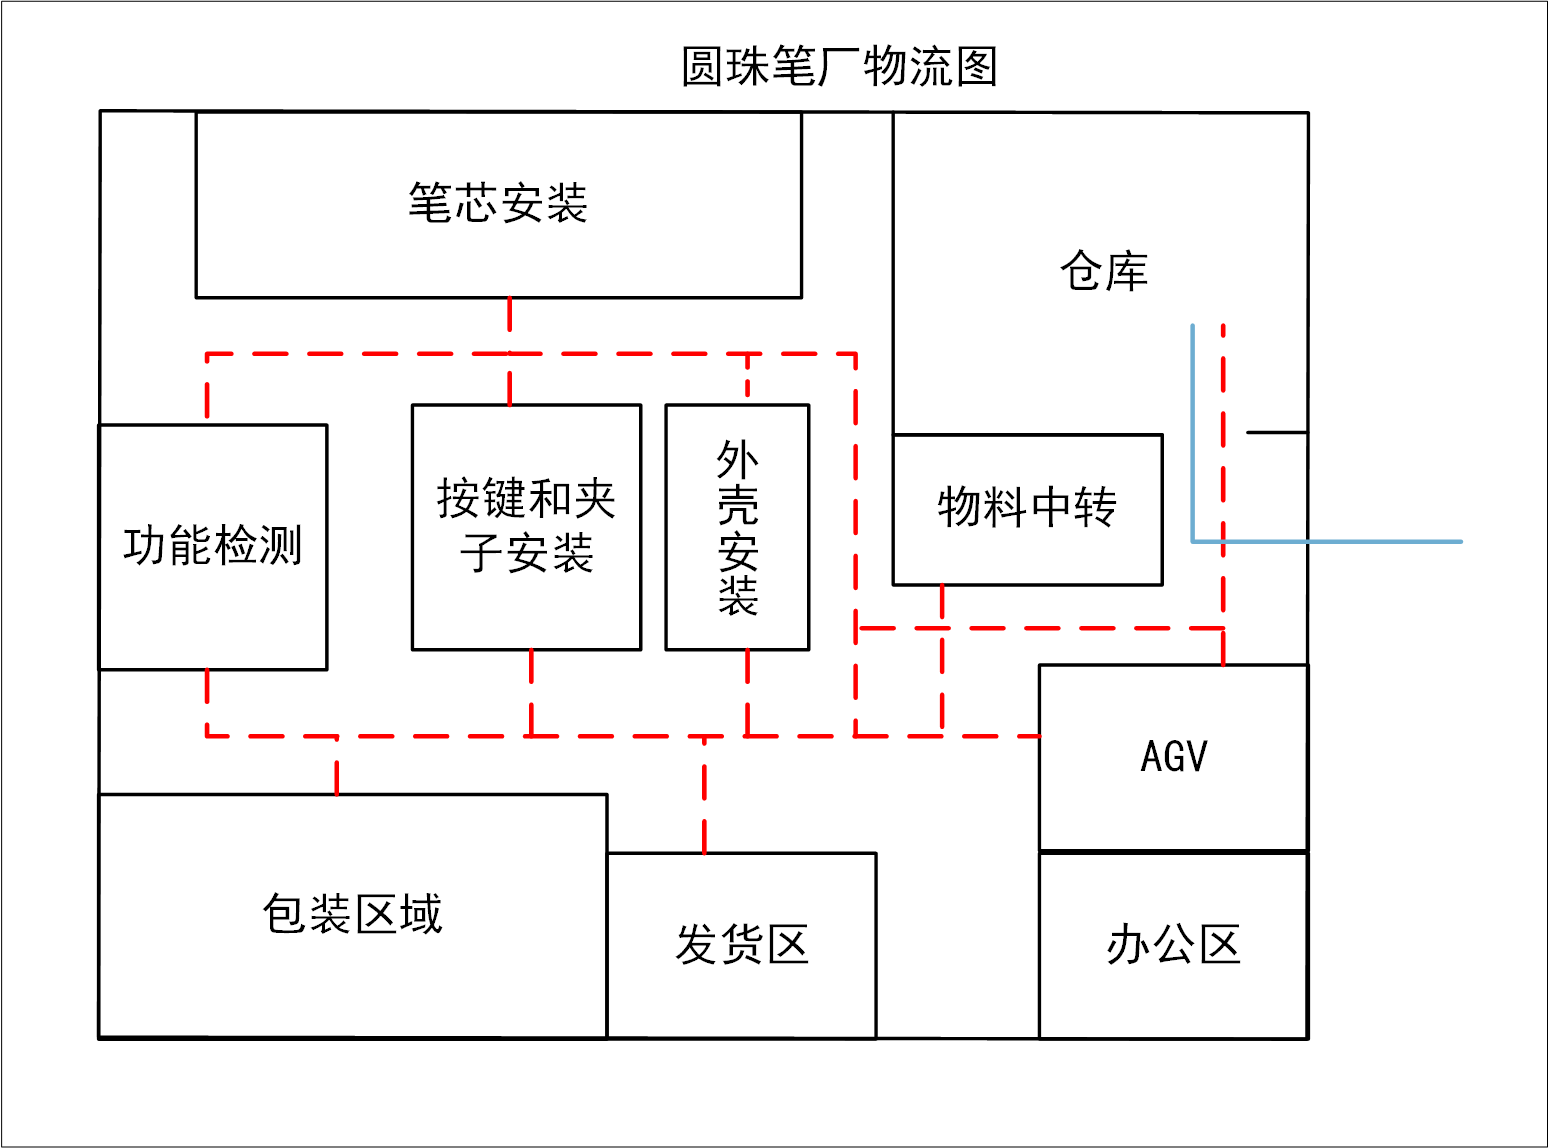 圆珠笔厂物流图
笔芯安装
仓库
功能检测
按键和夹
子安装
外
壳
安
装
物料中转
AGV
包装区域
发货区
办公区